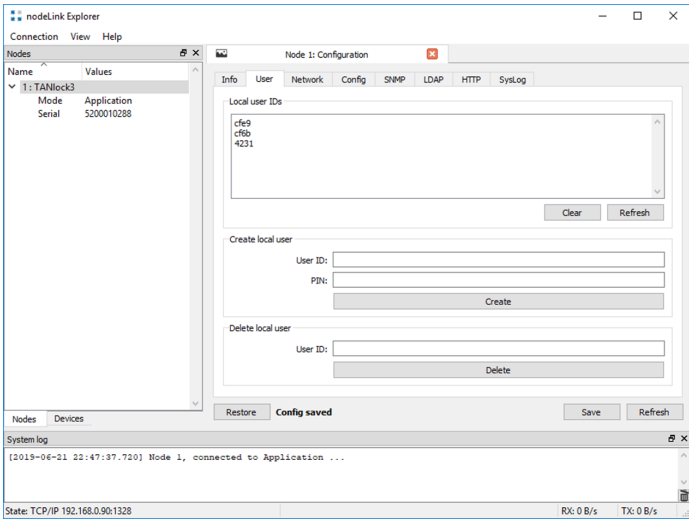 nodeLink Explorer
Connection View Help
Nodes
Name Values
1: TANlock3
Mode Application
Serial 5200010288
Nodes Devices
Node 1: Configuration
Info User Network Config SNMP LDAP HTTP SysLog
Local user IDs
cfe9
cf6b
4231
Clear Refresh
Create local user
User ID:
PIN:
Create
Delete local user
User ID:
Delete
Restore Config saved Save Refresh
System log
[2019-06-21 22:47:37.720] Node 1, connected to Application ...
State: TCP/IP 192.168.0.90:1328 RX: 0 B/s TX: 0 B/s